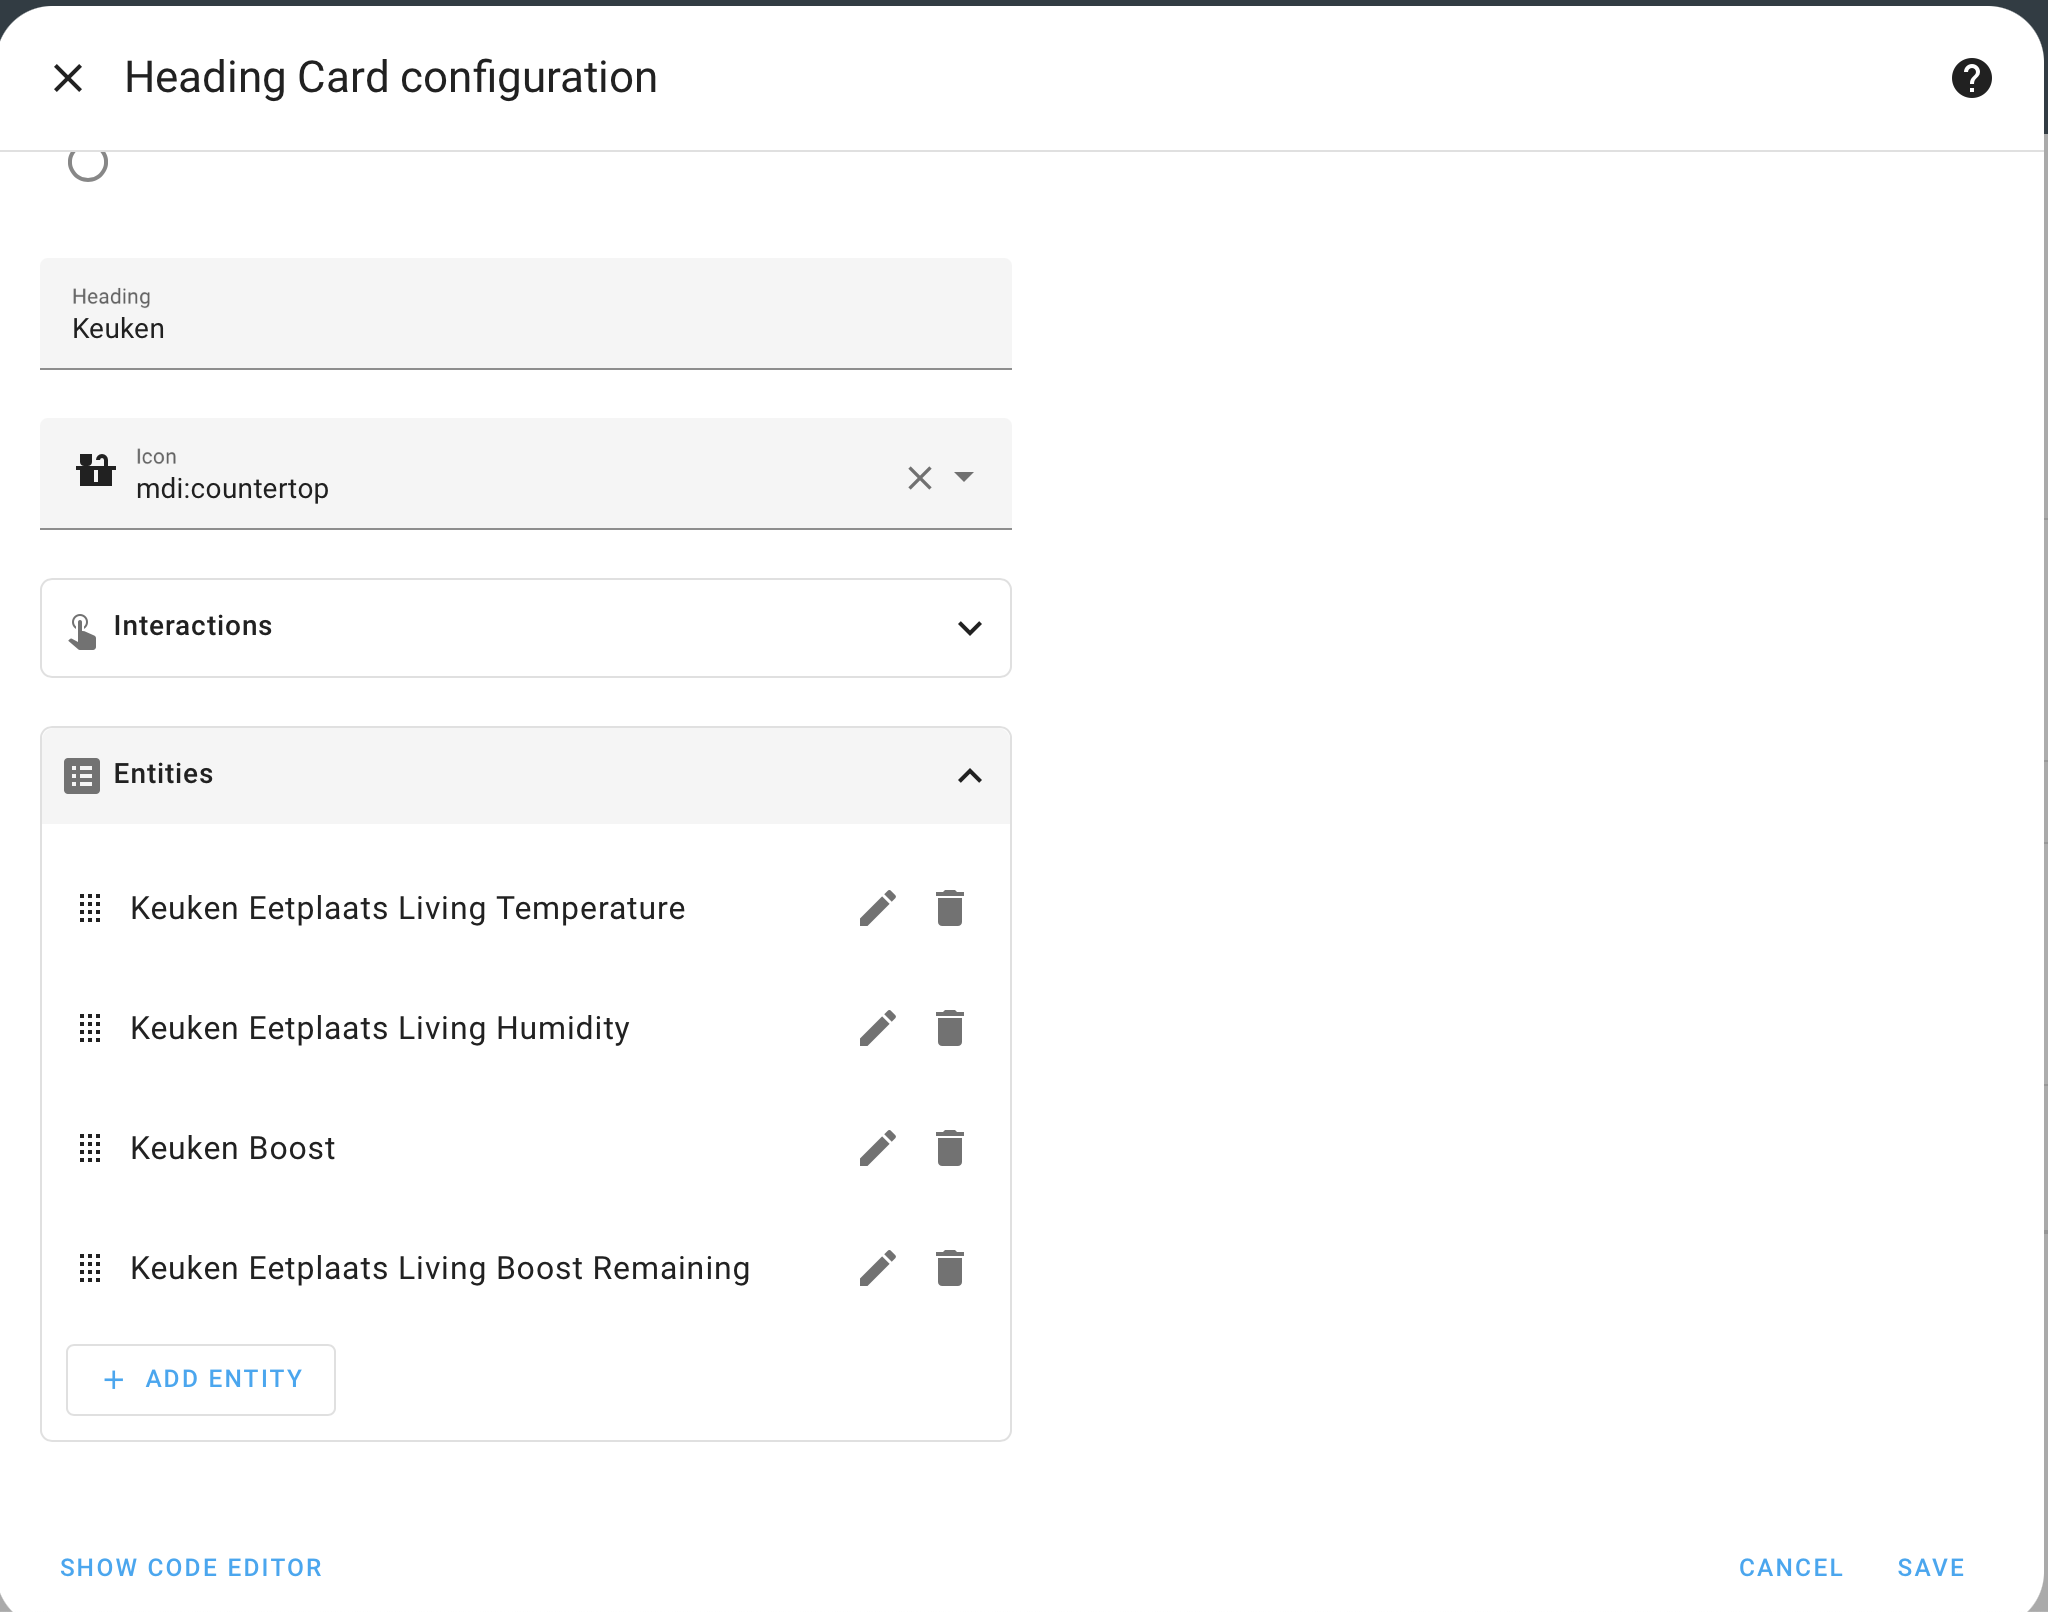 Heading Card configuration
Heading
Keuken
Icon
mdi:countertop
Interactions
Entities
Keuken Eetplaats Living Temperature
Keuken Eetplaats Living Humidity
Keuken Boost
Keuken Eetplaats Living Boost Remaining
+ ADD ENTITY
SHOW CODE EDITOR
CANCEL
SAVE